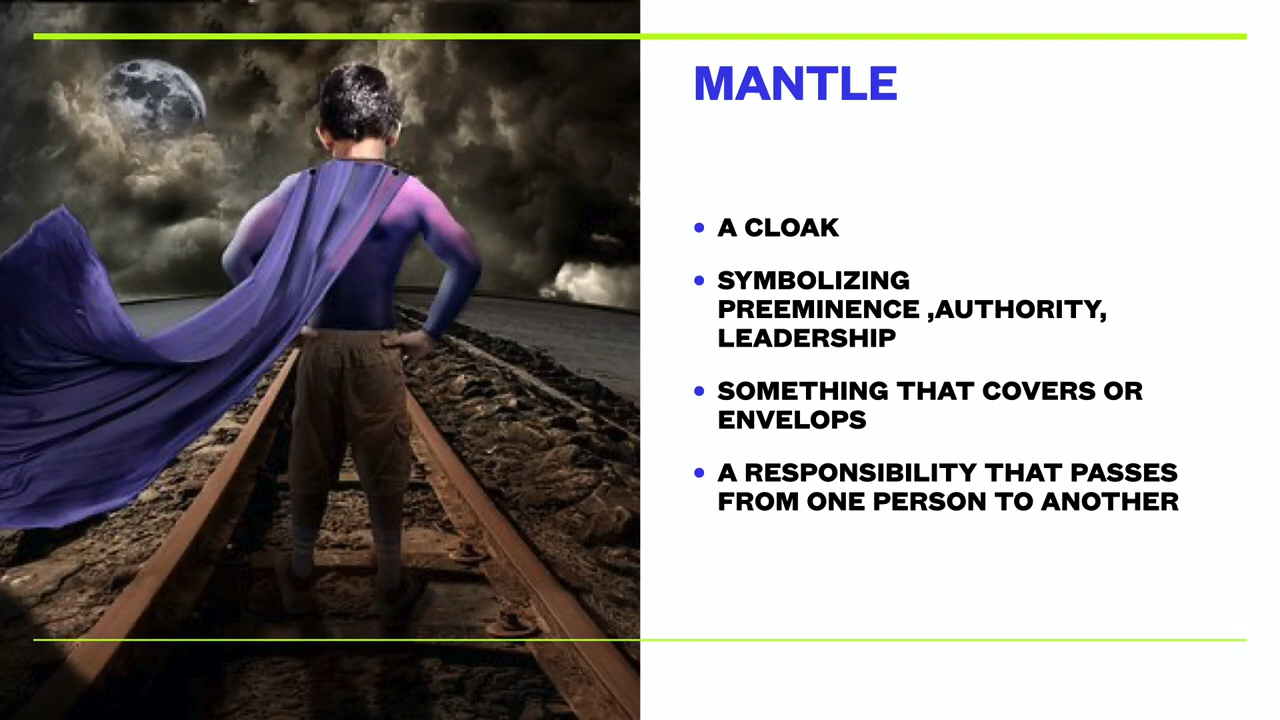 MANTLE
• A CLOAK
• SYMBOLIZING
PREEMINENCE ,AUTHORITY,
LEADERSHIP
• SOMETHING THAT COVERS OR
ENVELOPS
• A RESPONSIBILITY THAT PASSES
FROM ONE PERSON TO ANOTHER